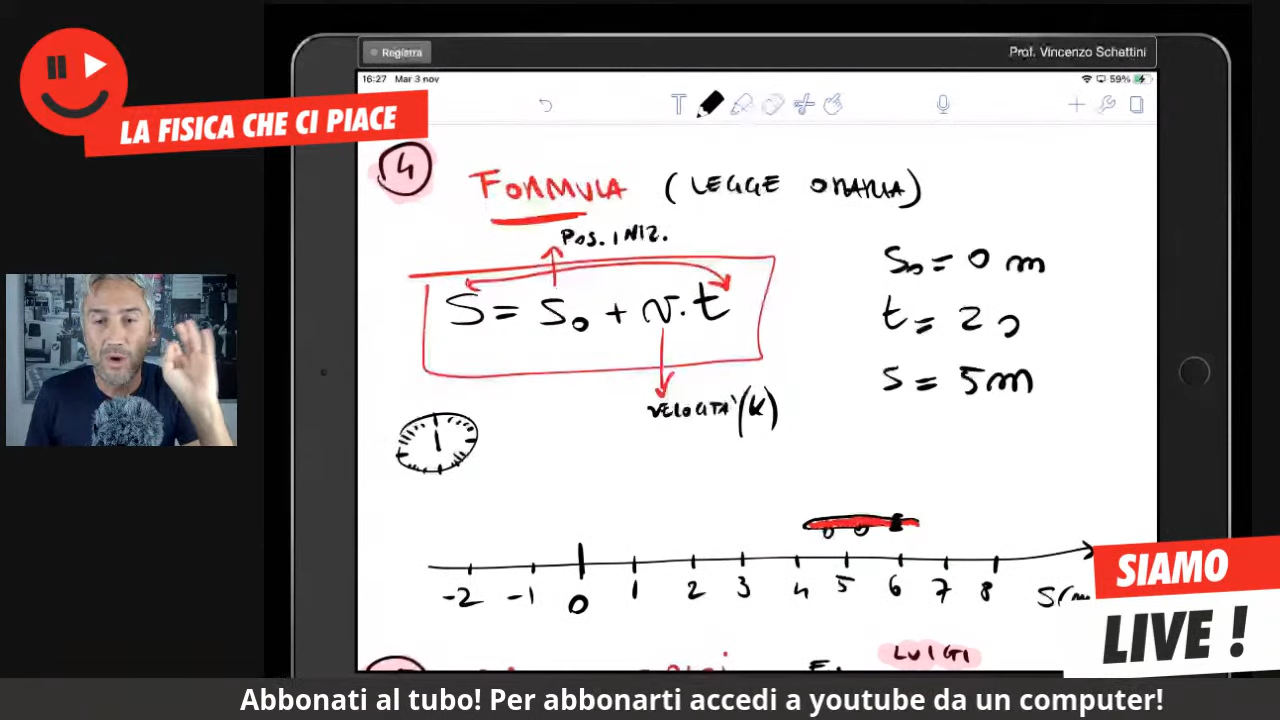 LA FISICA CHE CI PIACE
Registra
Prof. Vincenzo Schettini
16:27 Mar 3 nov
59%
4
FORMULA (LEGGE ORARIA)
POS. INIZ.
S = S0 + v.t
VELOCITA' (K)
S0 = 0 m
t = 2 s
S = 5m
-2 -1 0 1 2 3 4 5 6 7 8 S(m
LUIGI
SIAMO
LIVE !
Abbonati al tubo! Per abbonarti accedi a youtube da un computer!